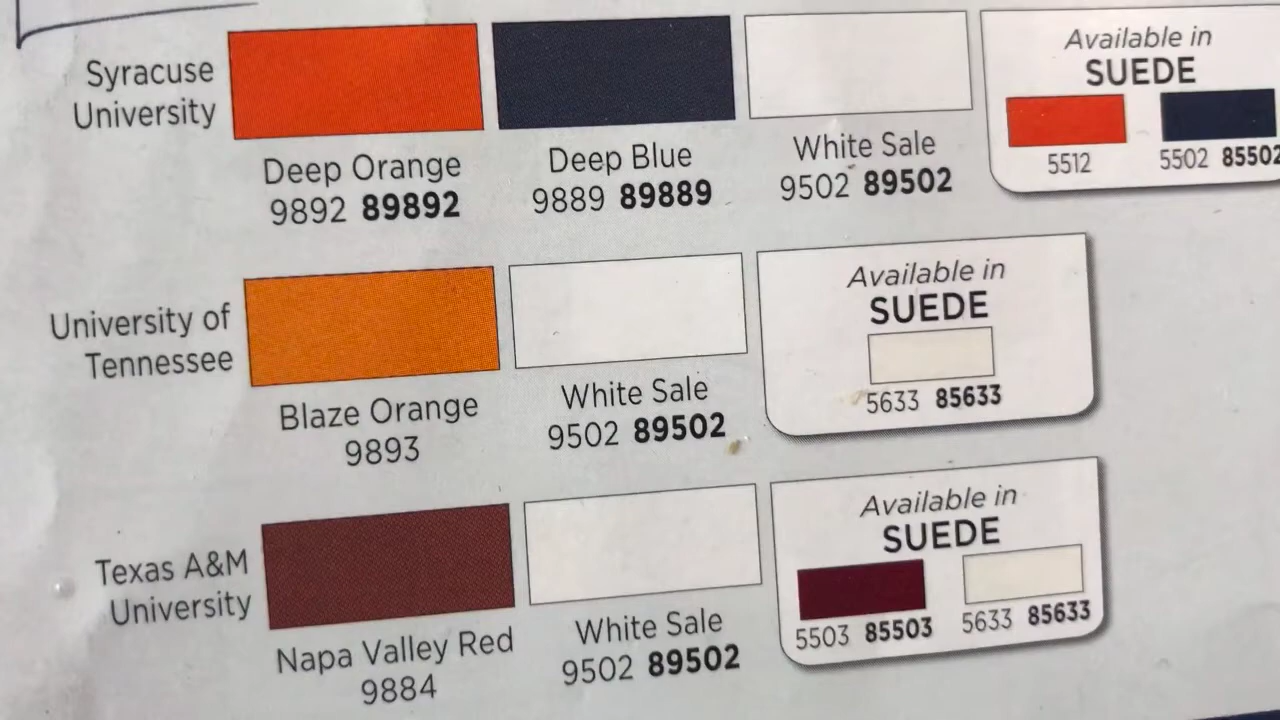 Syracuse
University
Deep Orange
9892 89892
Deep Blue
9889 89889
White Sale
9502 89502
Available in
SUEDE
5512
5502 85502
University of
Tennessee
Blaze Orange
9893
White Sale
9502 89502
Available in
SUEDE
5633 85633
Texas A&M
University
Napa Valley Red
9884
White Sale
9502 89502
Available in
SUEDE
5503 85503
5633 85633